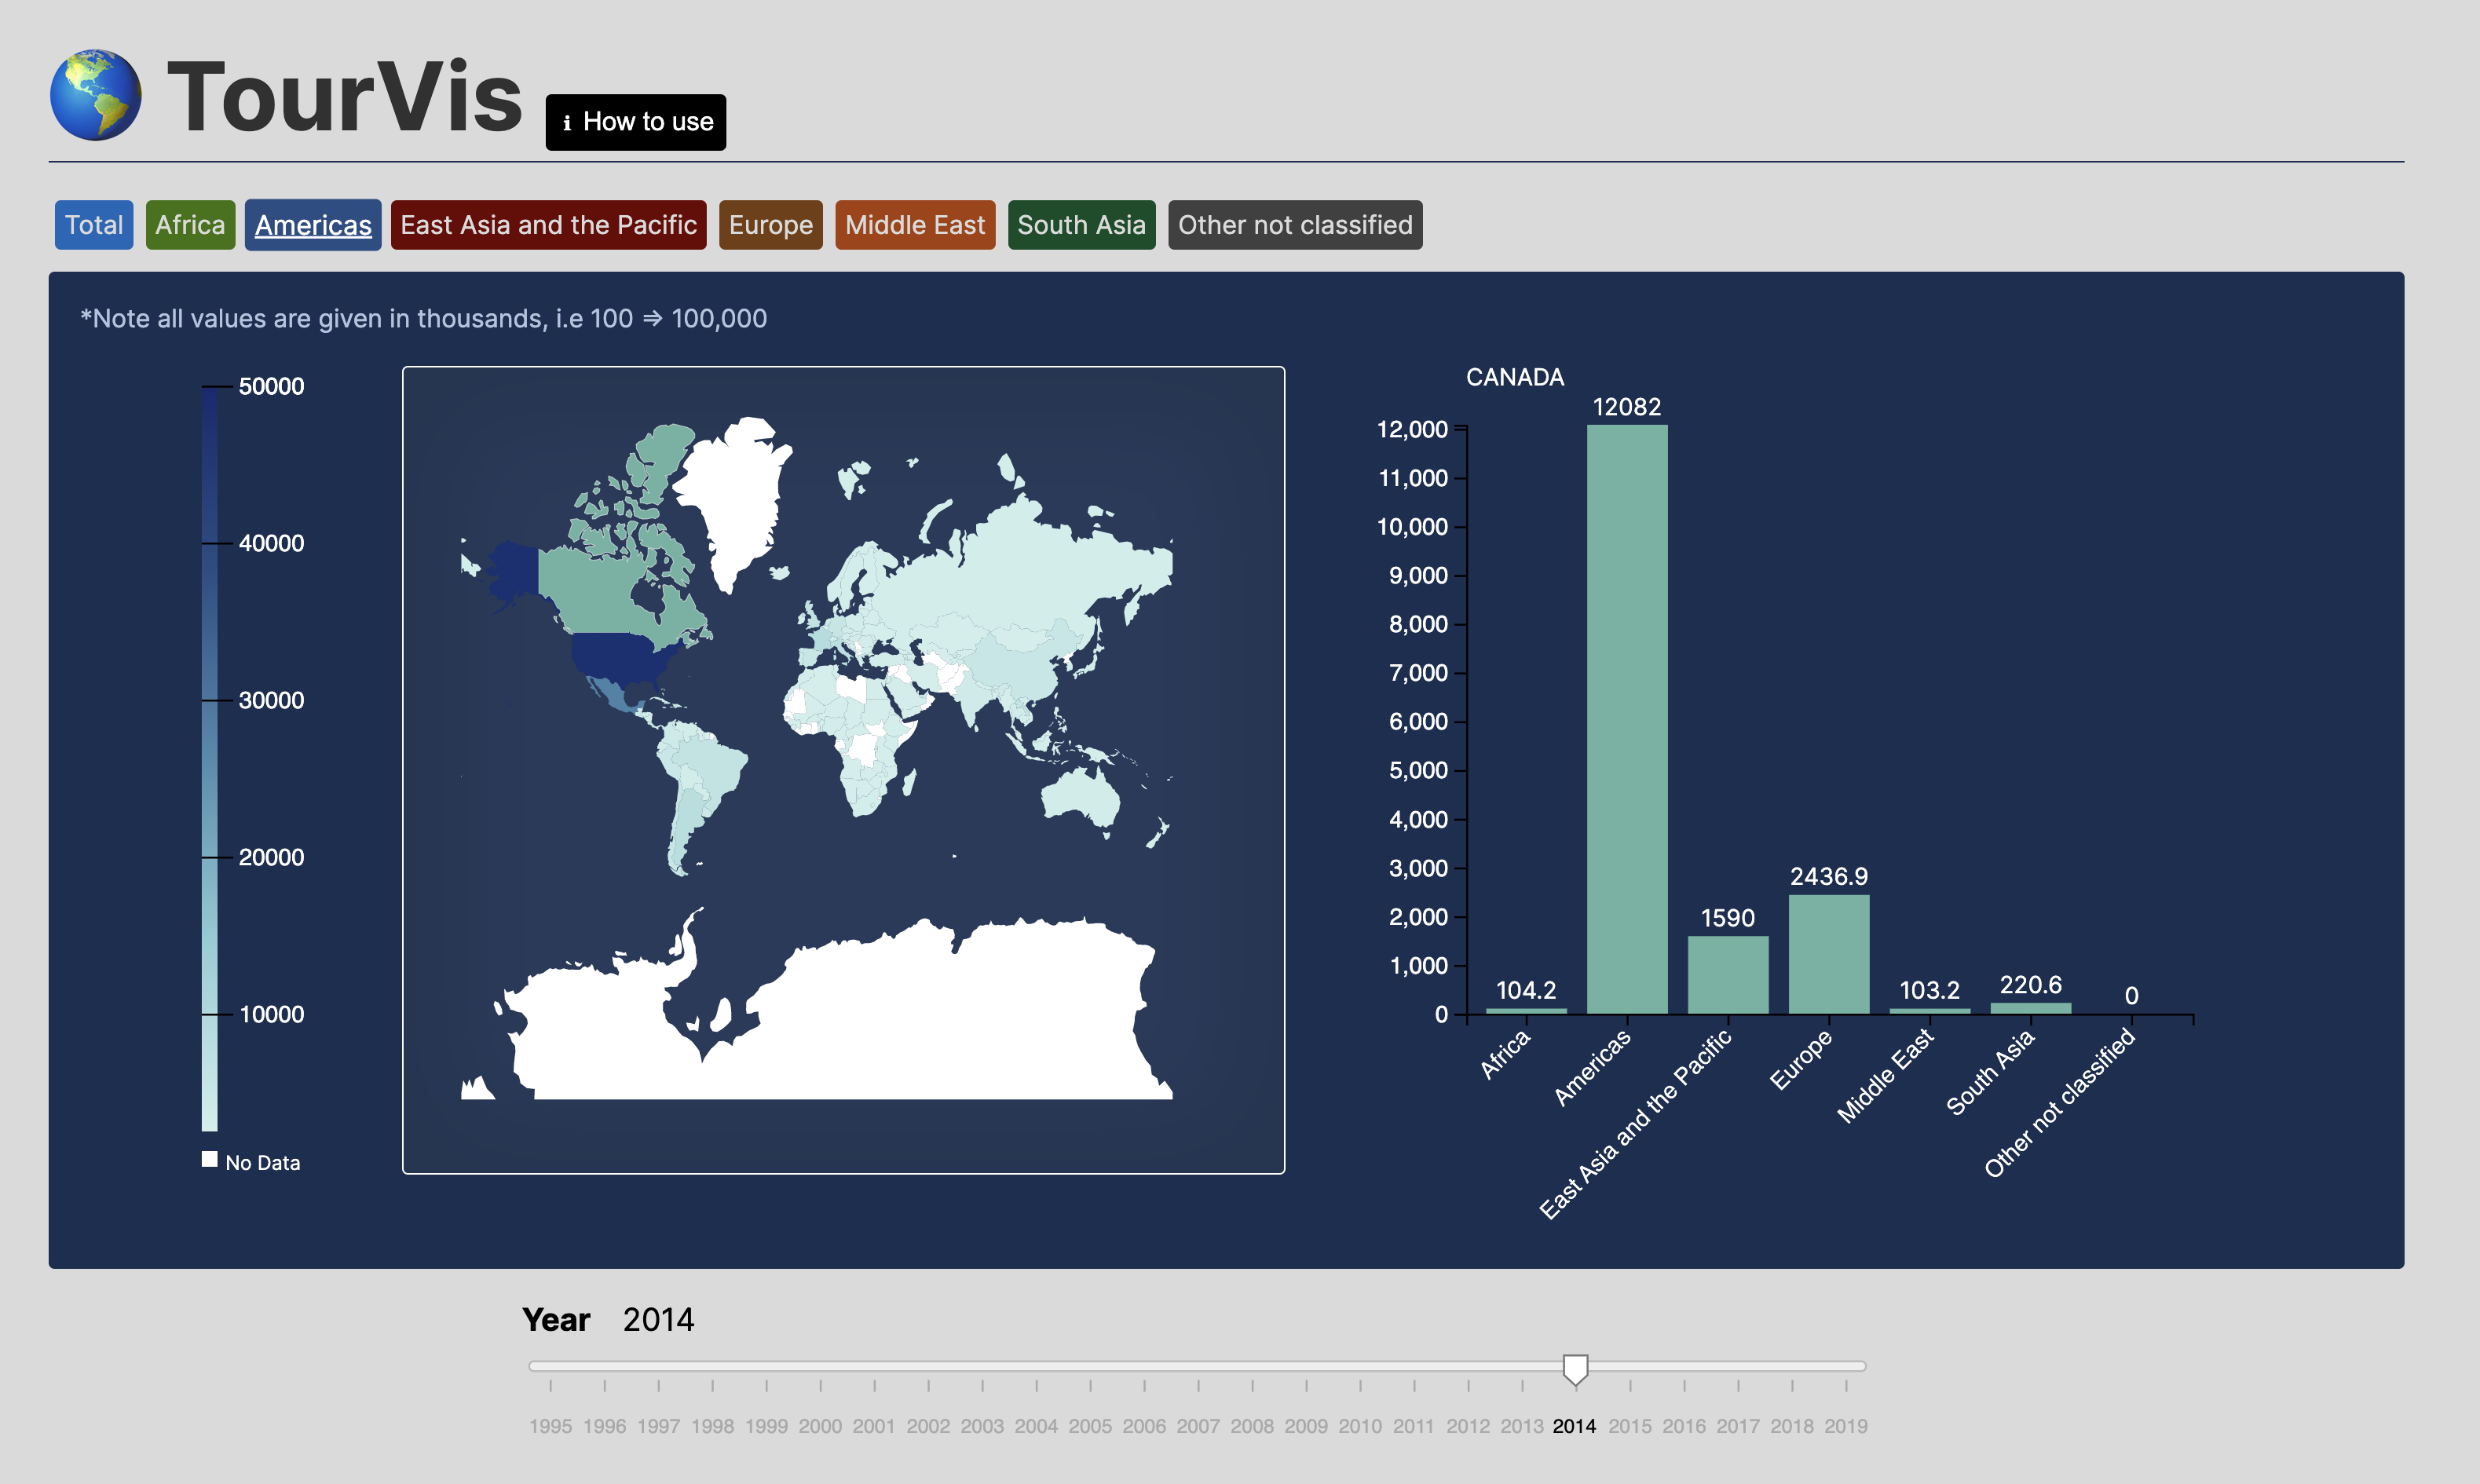 TourVis
i How to use
Total Africa Americas East Asia and the Pacific Europe Middle East South Asia Other not classified
*Note all values are given in thousands, i.e 100 ⇒ 100,000
50000
40000
30000
20000
10000
No Data
CANADA
12,000
11,000
10,000
9,000
8,000
7,000
6,000
5,000
4,000
3,000
2,000
1,000
0
104.2
12082
1590
2436.9
103.2
220.6
0
Africa
Americas
East Asia and the Pacific
Europe
Middle East
South Asia
Other not classified
Year 2014
1995 1996 1997 1998 1999 2000 2001 2002 2003 2004 2005 2006 2007 2008 2009 2010 2011 2012 2013 2014 2015 2016 2017 2018 2019